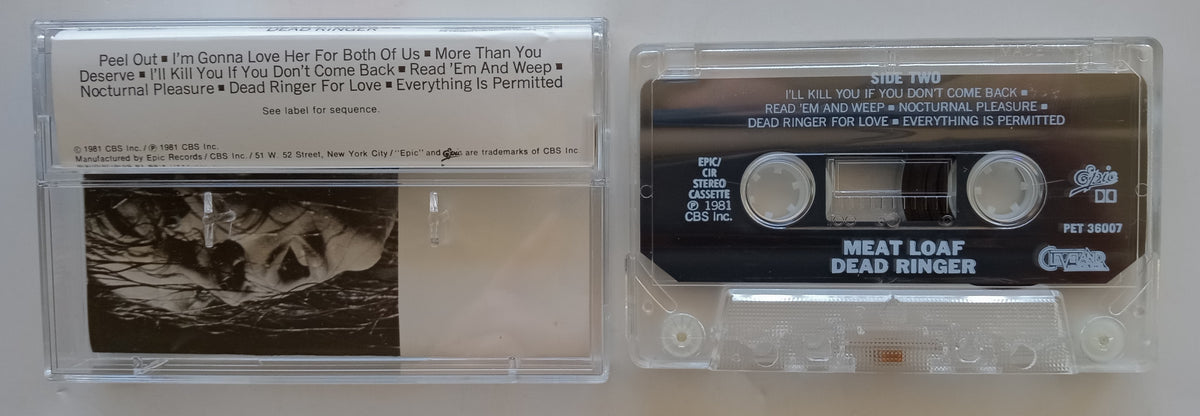 DEAD RINGER
Peel Out ■ I'm Gonna Love Her For Both Of Us ■ More Than You
Deserve ■ I'll Kill You If You Don't Come Back ■ Read 'Em And Weep ■
Nocturnal Pleasure ■ Dead Ringer For Love ■ Everything Is Permitted
See label for sequence.
© 1981 CBS Inc. / ℗ 1981 CBS Inc.
Manufactured by Epic Records / CBS Inc. / 51 W. 52 Street, New York City / "Epic" and Epic are trademarks of CBS Inc
SIDE TWO
I'LL KILL YOU IF YOU DON'T COME BACK ■
READ 'EM AND WEEP ■ NOCTURNAL PLEASURE ■
DEAD RINGER FOR LOVE ■ EVERYTHING IS PERMITTED
EPIC/
CIR
STEREO
CASSETTE
℗ 1981
CBS Inc.
Epic
PET 36007
MEAT LOAF
DEAD RINGER
CLEVELAND